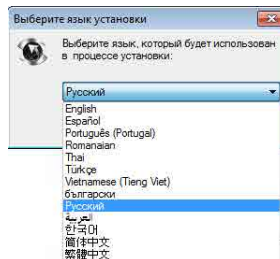 Выберите язык установки
Выберите язык, который будет использован
в процессе установки:
Русский
English
Español
Português (Portugal)
Romanaian
Thai
Türkçe
Vietnamese (Tieng Viet)
български
Русский
العربية
한국어
简体中文
繁體中文